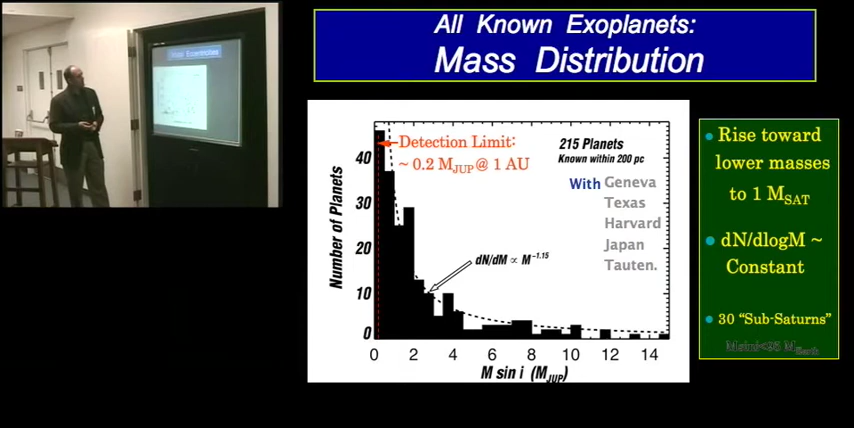 All Known Exoplanets:
Mass Distribution
Number of Planets
40
30
20
10
0
Detection Limit:
~ 0.2 MJUP @ 1 AU
215 Planets
Known within 200 pc
With Geneva
Texas
Harvard
Japan
Tauten.
dN/dM ∝ M-1.15
0 2 4 6 8 10 12 14
M sin i (MJUP)
• Rise toward
lower masses
to 1 MSAT
• dN/dlogM ~
Constant
• 30 “Sub-Saturns”
MEarth